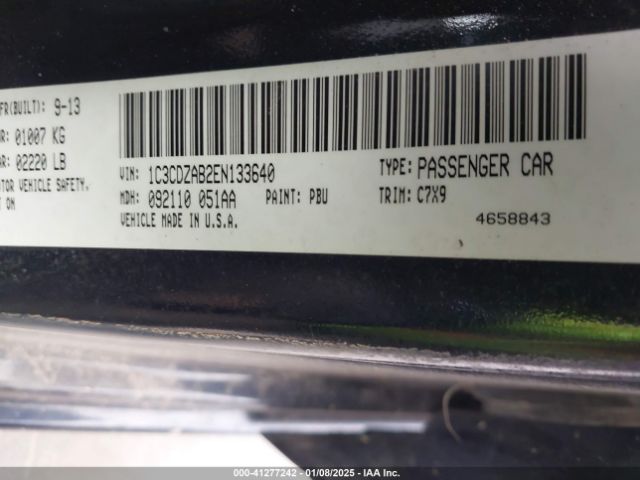 FR(BUILT): 9-13
R: 01007 KG
AR: 02220 LB
TOR VEHICLE SAFETY,
T ON
VIN: 1C3CDZAB2EN133640
TYPE: PASSENGER CAR
MDH: 092110 051AA
PAINT: PBU
TRIM: C7X9
VEHICLE MADE IN U.S.A.
4658843
000-41277242 - 01/08/2025 - IAA Inc.